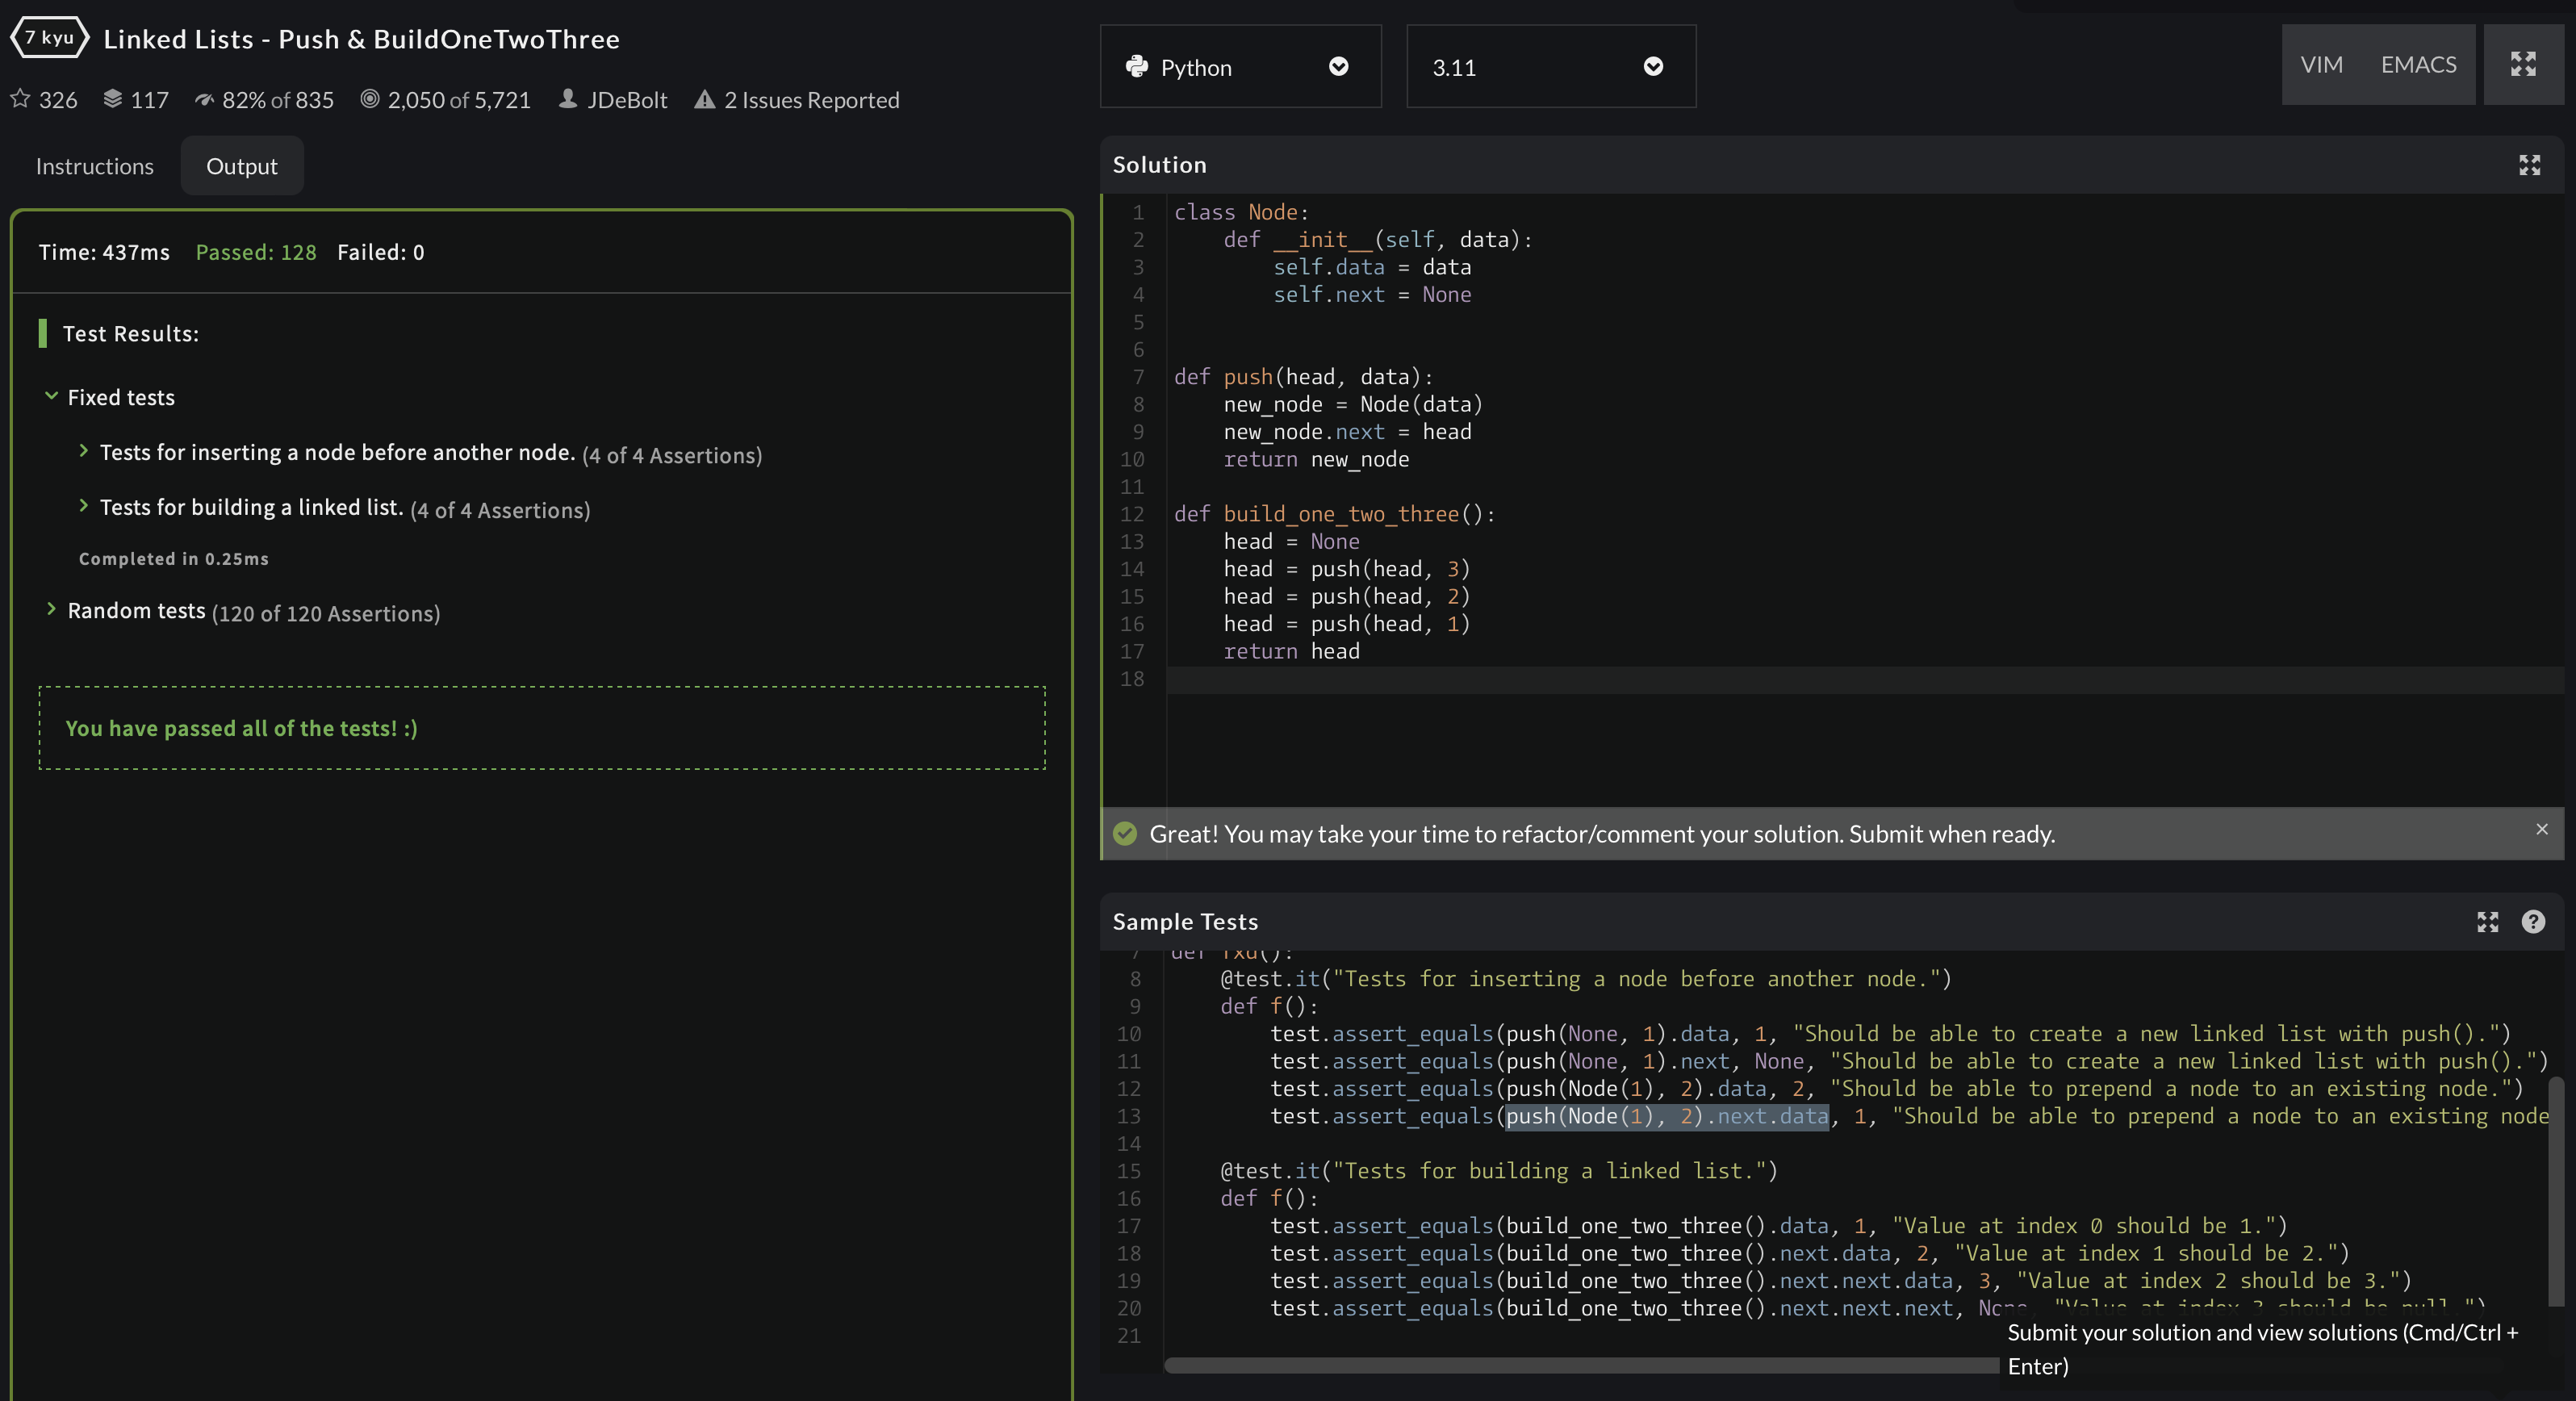 7 kyu Linked Lists - Push & BuildOneTwoThree
326 117 82% of 835 2,050 of 5,721 JDeBolt 2 Issues Reported
Instructions Output
Time: 437ms Passed: 128 Failed: 0
Test Results:
Fixed tests
Tests for inserting a node before another node. (4 of 4 Assertions)
Tests for building a linked list. (4 of 4 Assertions)
Completed in 0.25ms
Random tests (120 of 120 Assertions)
You have passed all of the tests! :)
Python 3.11 VIM EMACS
Solution
1 class Node:
2     def __init__(self, data):
3         self.data = data
4         self.next = None
5
6
7 def push(head, data):
8     new_node = Node(data)
9     new_node.next = head
10     return new_node
11
12 def build_one_two_three():
13     head = None
14     head = push(head, 3)
15     head = push(head, 2)
16     head = push(head, 1)
17     return head
18
Great! You may take your time to refactor/comment your solution. Submit when ready.
Sample Tests
7 def fxd():
8     @test.it("Tests for inserting a node before another node.")
9     def f():
10         test.assert_equals(push(None, 1).data, 1, "Should be able to create a new linked list with push().")
11         test.assert_equals(push(None, 1).next, None, "Should be able to create a new linked list with push().")
12         test.assert_equals(push(Node(1), 2).data, 2, "Should be able to prepend a node to an existing node.")
13         test.assert_equals(push(Node(1), 2).next.data, 1, "Should be able to prepend a node to an existing node
14
15     @test.it("Tests for building a linked list.")
16     def f():
17         test.assert_equals(build_one_two_three().data, 1, "Value at index 0 should be 1.")
18         test.assert_equals(build_one_two_three().next.data, 2, "Value at index 1 should be 2.")
19         test.assert_equals(build_one_two_three().next.next.data, 3, "Value at index 2 should be 3.")
20         test.assert_equals(build_one_two_three().next.next.next, None, "Value at index 3 should be null.")
21
Submit your solution and view solutions (Cmd/Ctrl +
Enter)